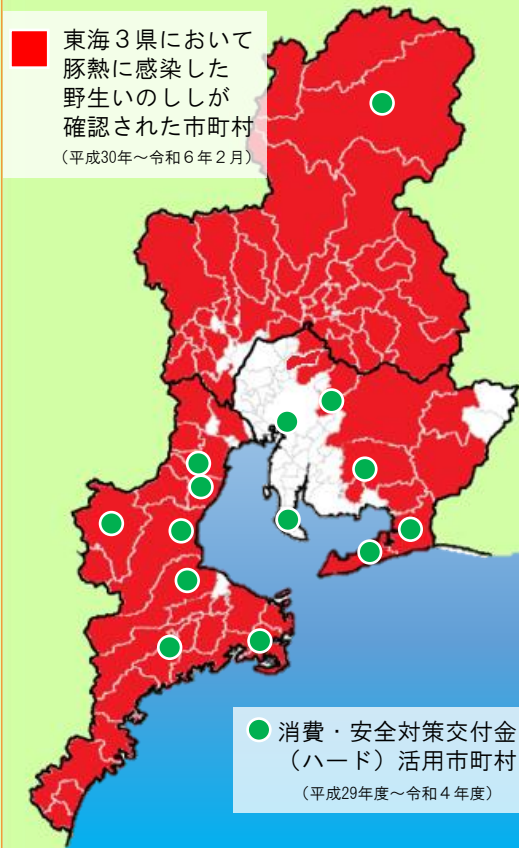 東海３県において
豚熱に感染した
野生いのししが
確認された市町村
（平成30年～令和６年２月）
消費・安全対策交付金
（ハード）活用市町村
（平成29年度～令和４年度）